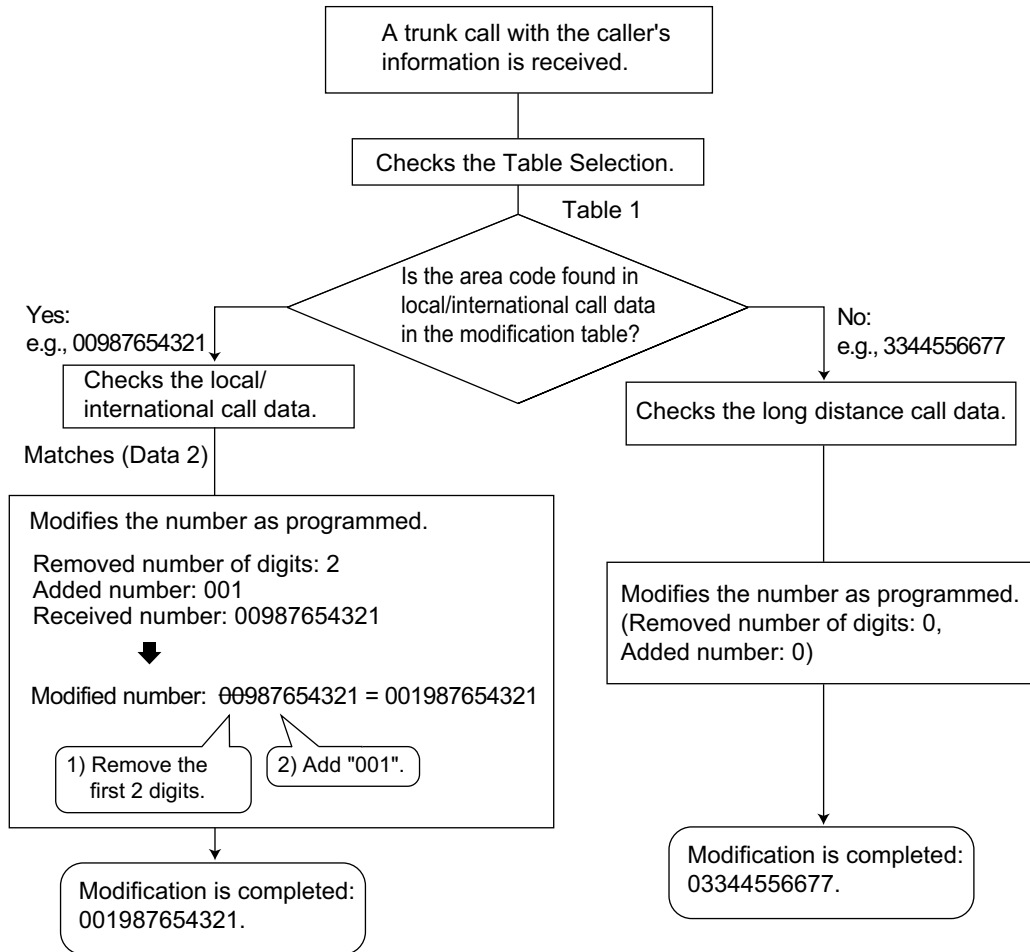 A trunk call with the caller's
information is received.
Checks the Table Selection.
Table 1
Is the area code found in
local/international call data
in the modification table?
Yes:
e.g., 00987654321
No:
e.g., 3344556677
Checks the local/
international call data.
Checks the long distance call data.
Matches (Data 2)
Modifies the number as programmed.
Removed number of digits: 2
Added number: 001
Received number: 00987654321
Modified number: 00987654321 = 001987654321
1) Remove the
first 2 digits.
2) Add "001".
Modifies the number as programmed.
(Removed number of digits: 0,
Added number: 0)
Modification is completed:
001987654321.
Modification is completed:
03344556677.